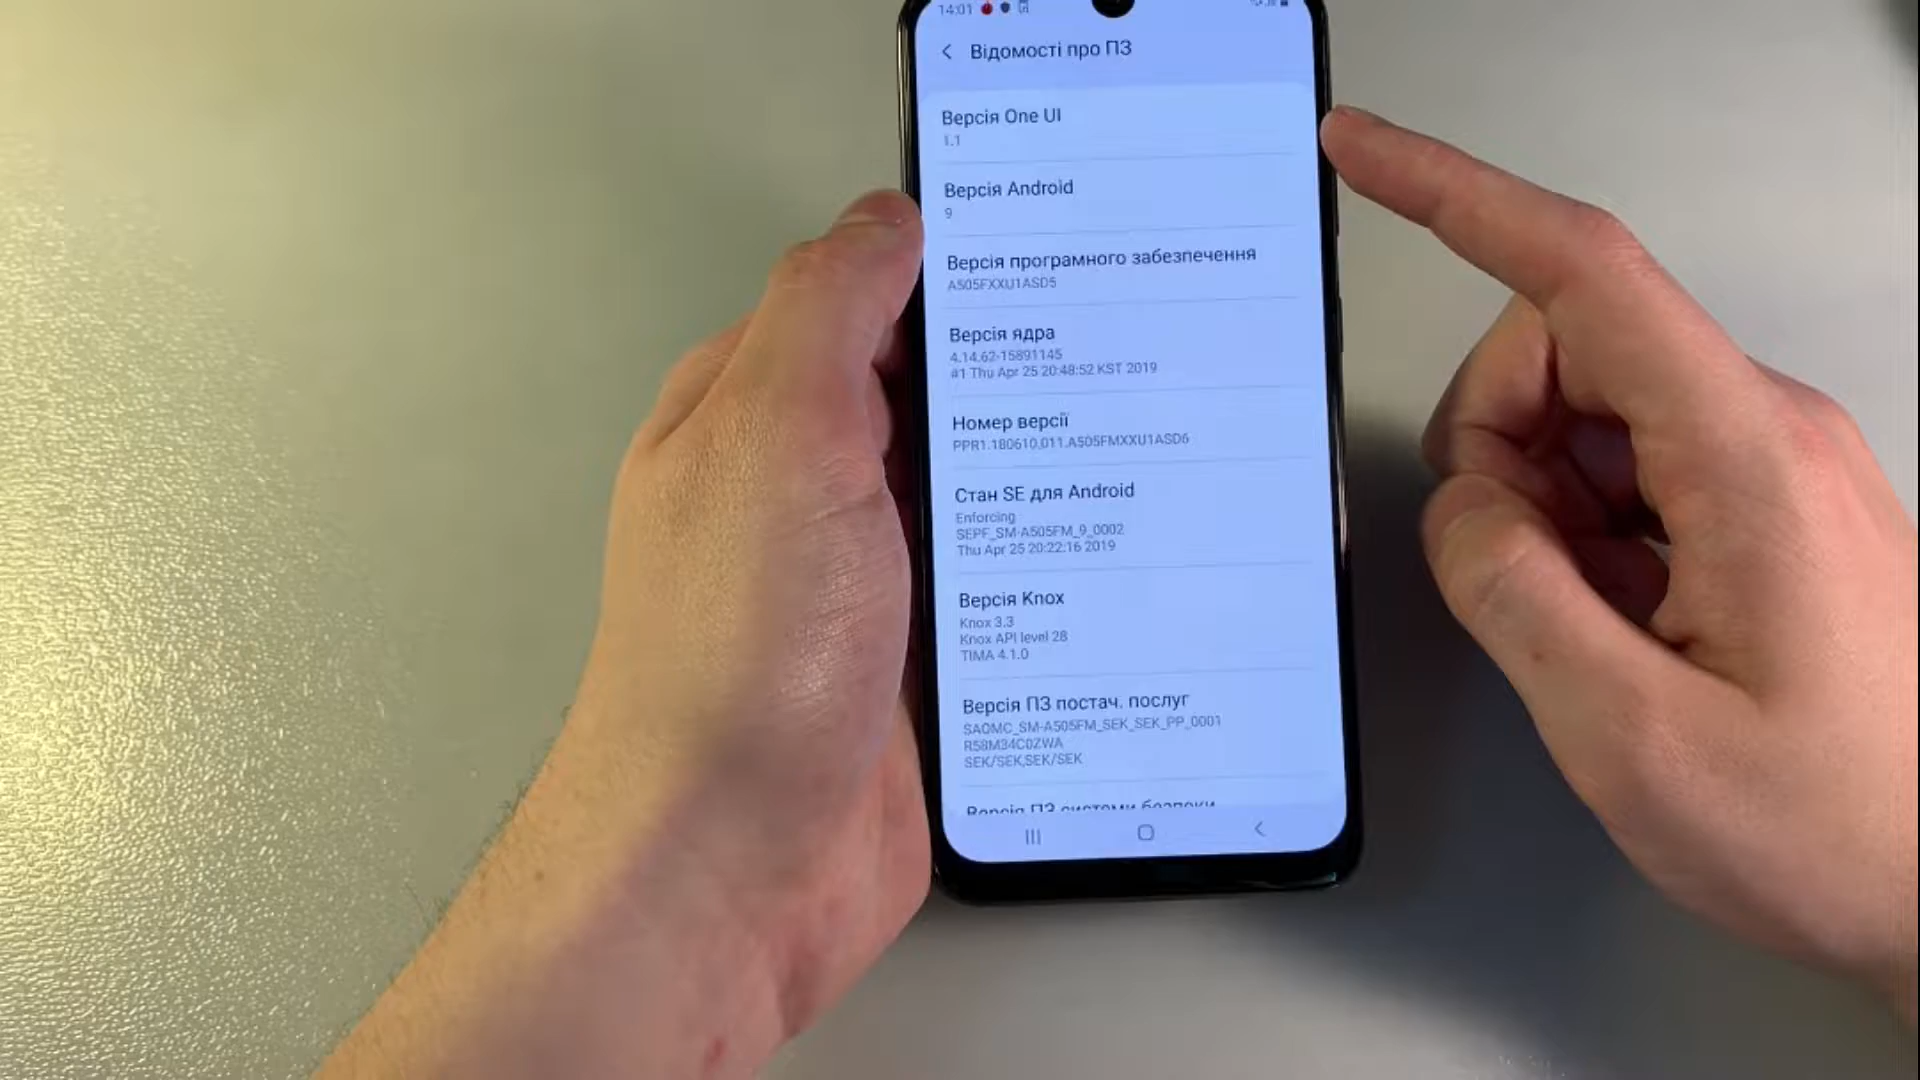 14:01
Відомості про ПЗ
Версія One UI
1.1
Версія Android
9
Версія програмного забезпечення
A505FXXU1ASD5
Версія ядра
4.14.62-15891145
#1 Thu Apr 25 20:48:52 KST 2019
Номер версії
PPR1.180610.011.A505FMXXU1ASD6
Стан SE для Android
Enforcing
SEPF_SM-A505FM_9_0002
Thu Apr 25 20:22:16 2019
Версія Knox
Knox 3.3
Knox API level 28
TIMA 4.1.0
Версія ПЗ постач. послуг
SAOMC_SM-A505FM_SEK_SEK_PP_0001
R58M34C0ZWA
SEK/SEK,SEK/SEK
Версія ПЗ системи безпеки